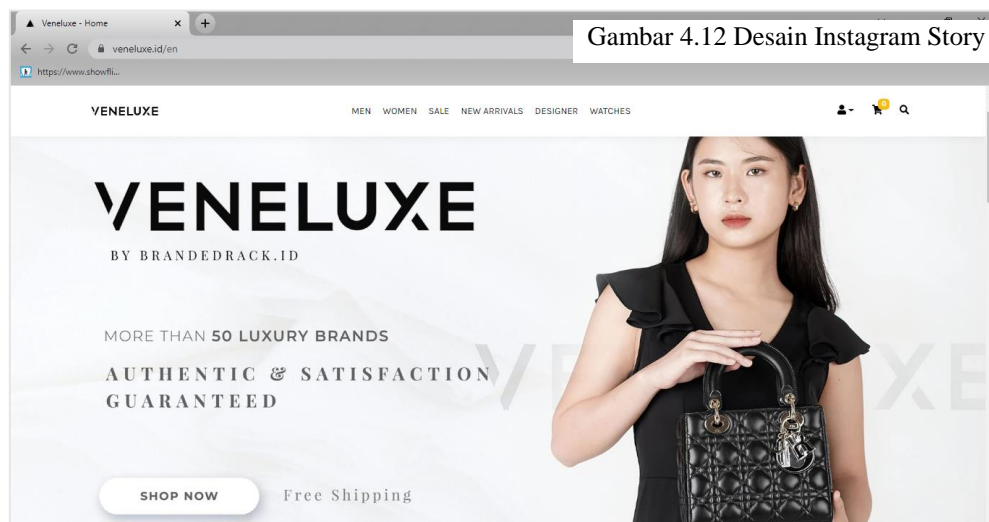 Veneluxe - Home
Gambar 4.12 Desain Instagram Story
veneluxe.id/en
https://www.showfli...
VENELUXE
MEN WOMEN SALE NEW ARRIVALS DESIGNER WATCHES
0
VENELUXE
BY BRANDEDRACK.ID
MORE THAN 50 LUXURY BRANDS
AUTHENTIC & SATISFACTION
GUARANTEED
SHOP NOW
Free Shipping